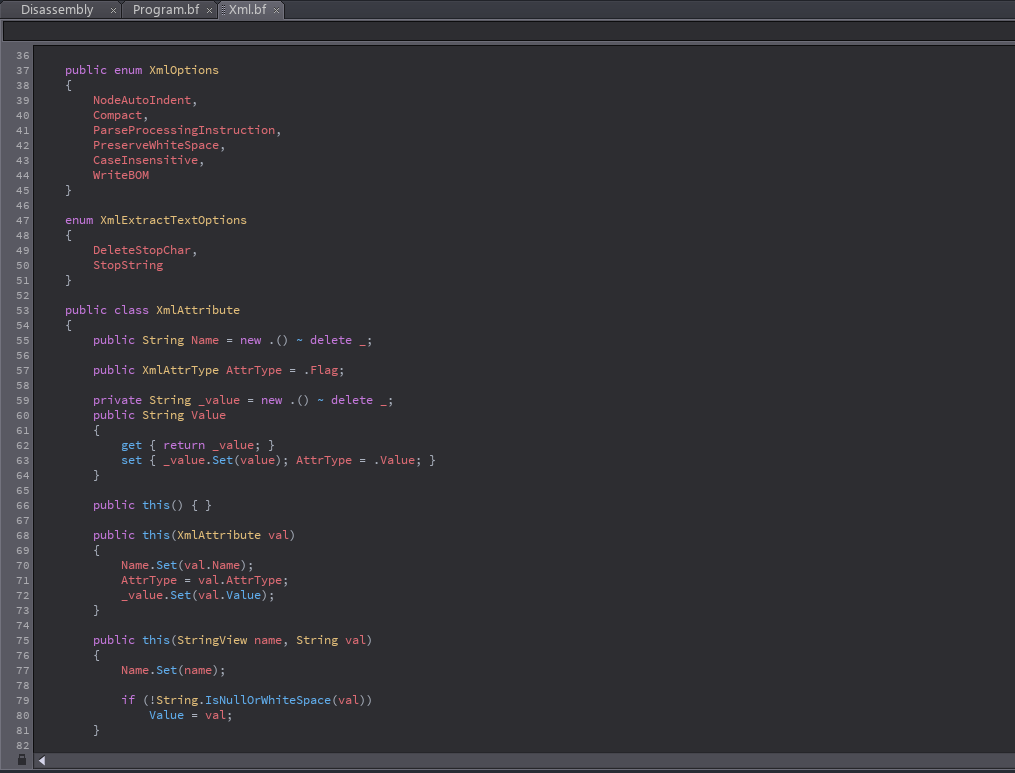 Disassembly × Program.bf × Xml.bf ×
36
37 public enum XmlOptions
38 {
39 NodeAutoIndent,
40 Compact,
41 ParseProcessingInstruction,
42 PreserveWhiteSpace,
43 CaseInsensitive,
44 WriteBOM
45 }
46
47 enum XmlExtractTextOptions
48 {
49 DeleteStopChar,
50 StopString
51 }
52
53 public class XmlAttribute
54 {
55 public String Name = new .() ~ delete _;
56
57 public XmlAttrType AttrType = .Flag;
58
59 private String _value = new .() ~ delete _;
60 public String Value
61 {
62 get { return _value; }
63 set { _value.Set(value); AttrType = .Value; }
64 }
65
66 public this() { }
67
68 public this(XmlAttribute val)
69 {
70 Name.Set(val.Name);
71 AttrType = val.AttrType;
72 _value.Set(val.Value);
73 }
74
75 public this(StringView name, String val)
76 {
77 Name.Set(name);
78
79 if (!String.IsNullOrWhiteSpace(val))
80 Value = val;
81 }
82